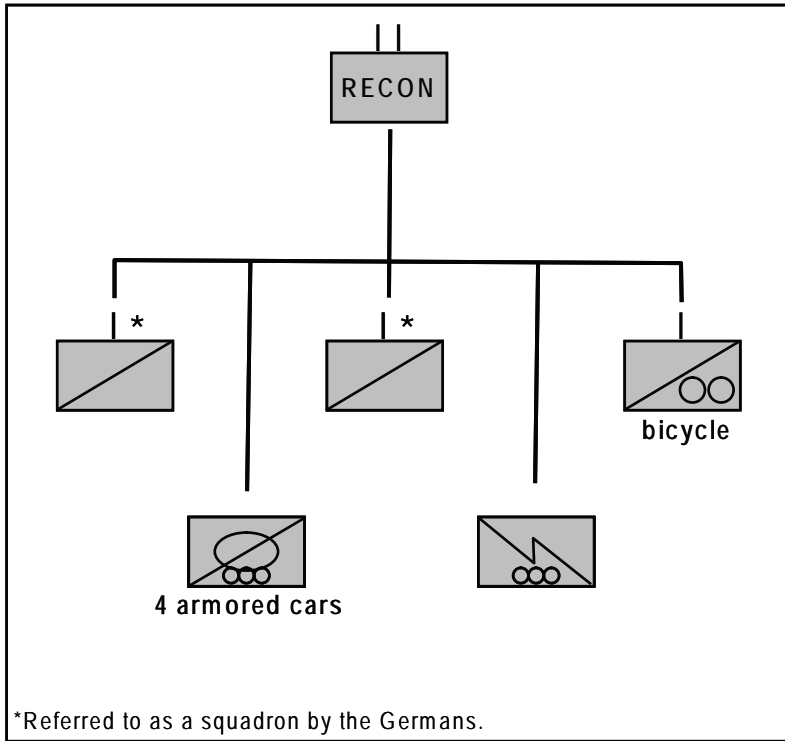 RECON
*
*
bicycle
4 armored cars
*Referred to as a squadron by the Germans.